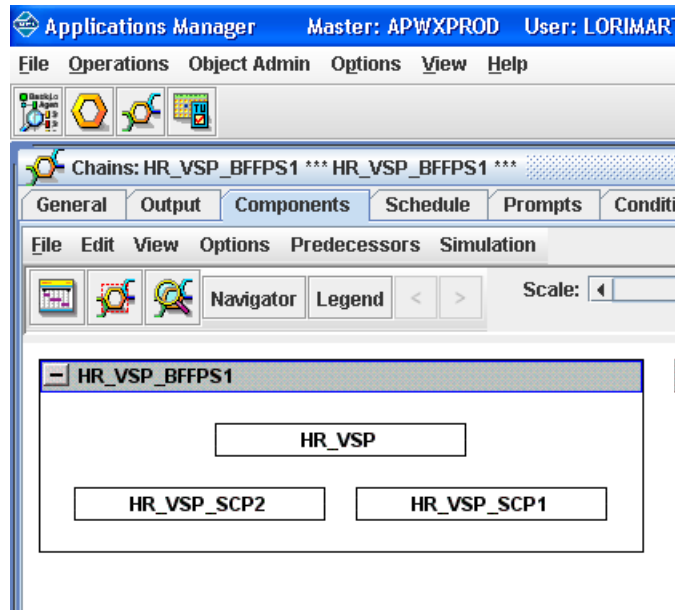 Applications Manager Master: APWXPROD User: LORIMART
File Operations Object Admin Options View Help
Chains: HR_VSP_BFFPS1 *** HR_VSP_BFFPS1 ***
General Output Components Schedule Prompts Conditi
File Edit View Options Predecessors Simulation
Navigator Legend < > Scale:
HR_VSP_BFFPS1
HR_VSP
HR_VSP_SCP2 HR_VSP_SCP1